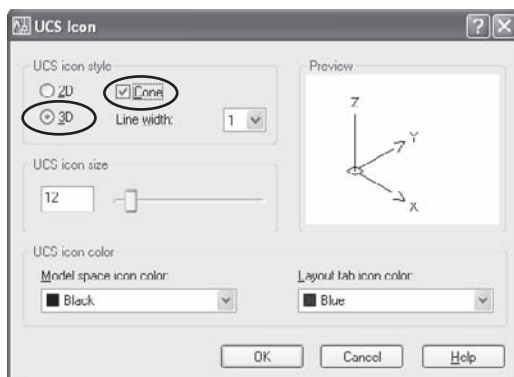 UCS Icon
UCS icon style
2D
Cone
3D
Line width:
1
Preview
Z
Y
X
UCS icon size
12
UCS icon color
Model space icon color:
Black
Layout tab icon color:
Blue
OK
Cancel
Help